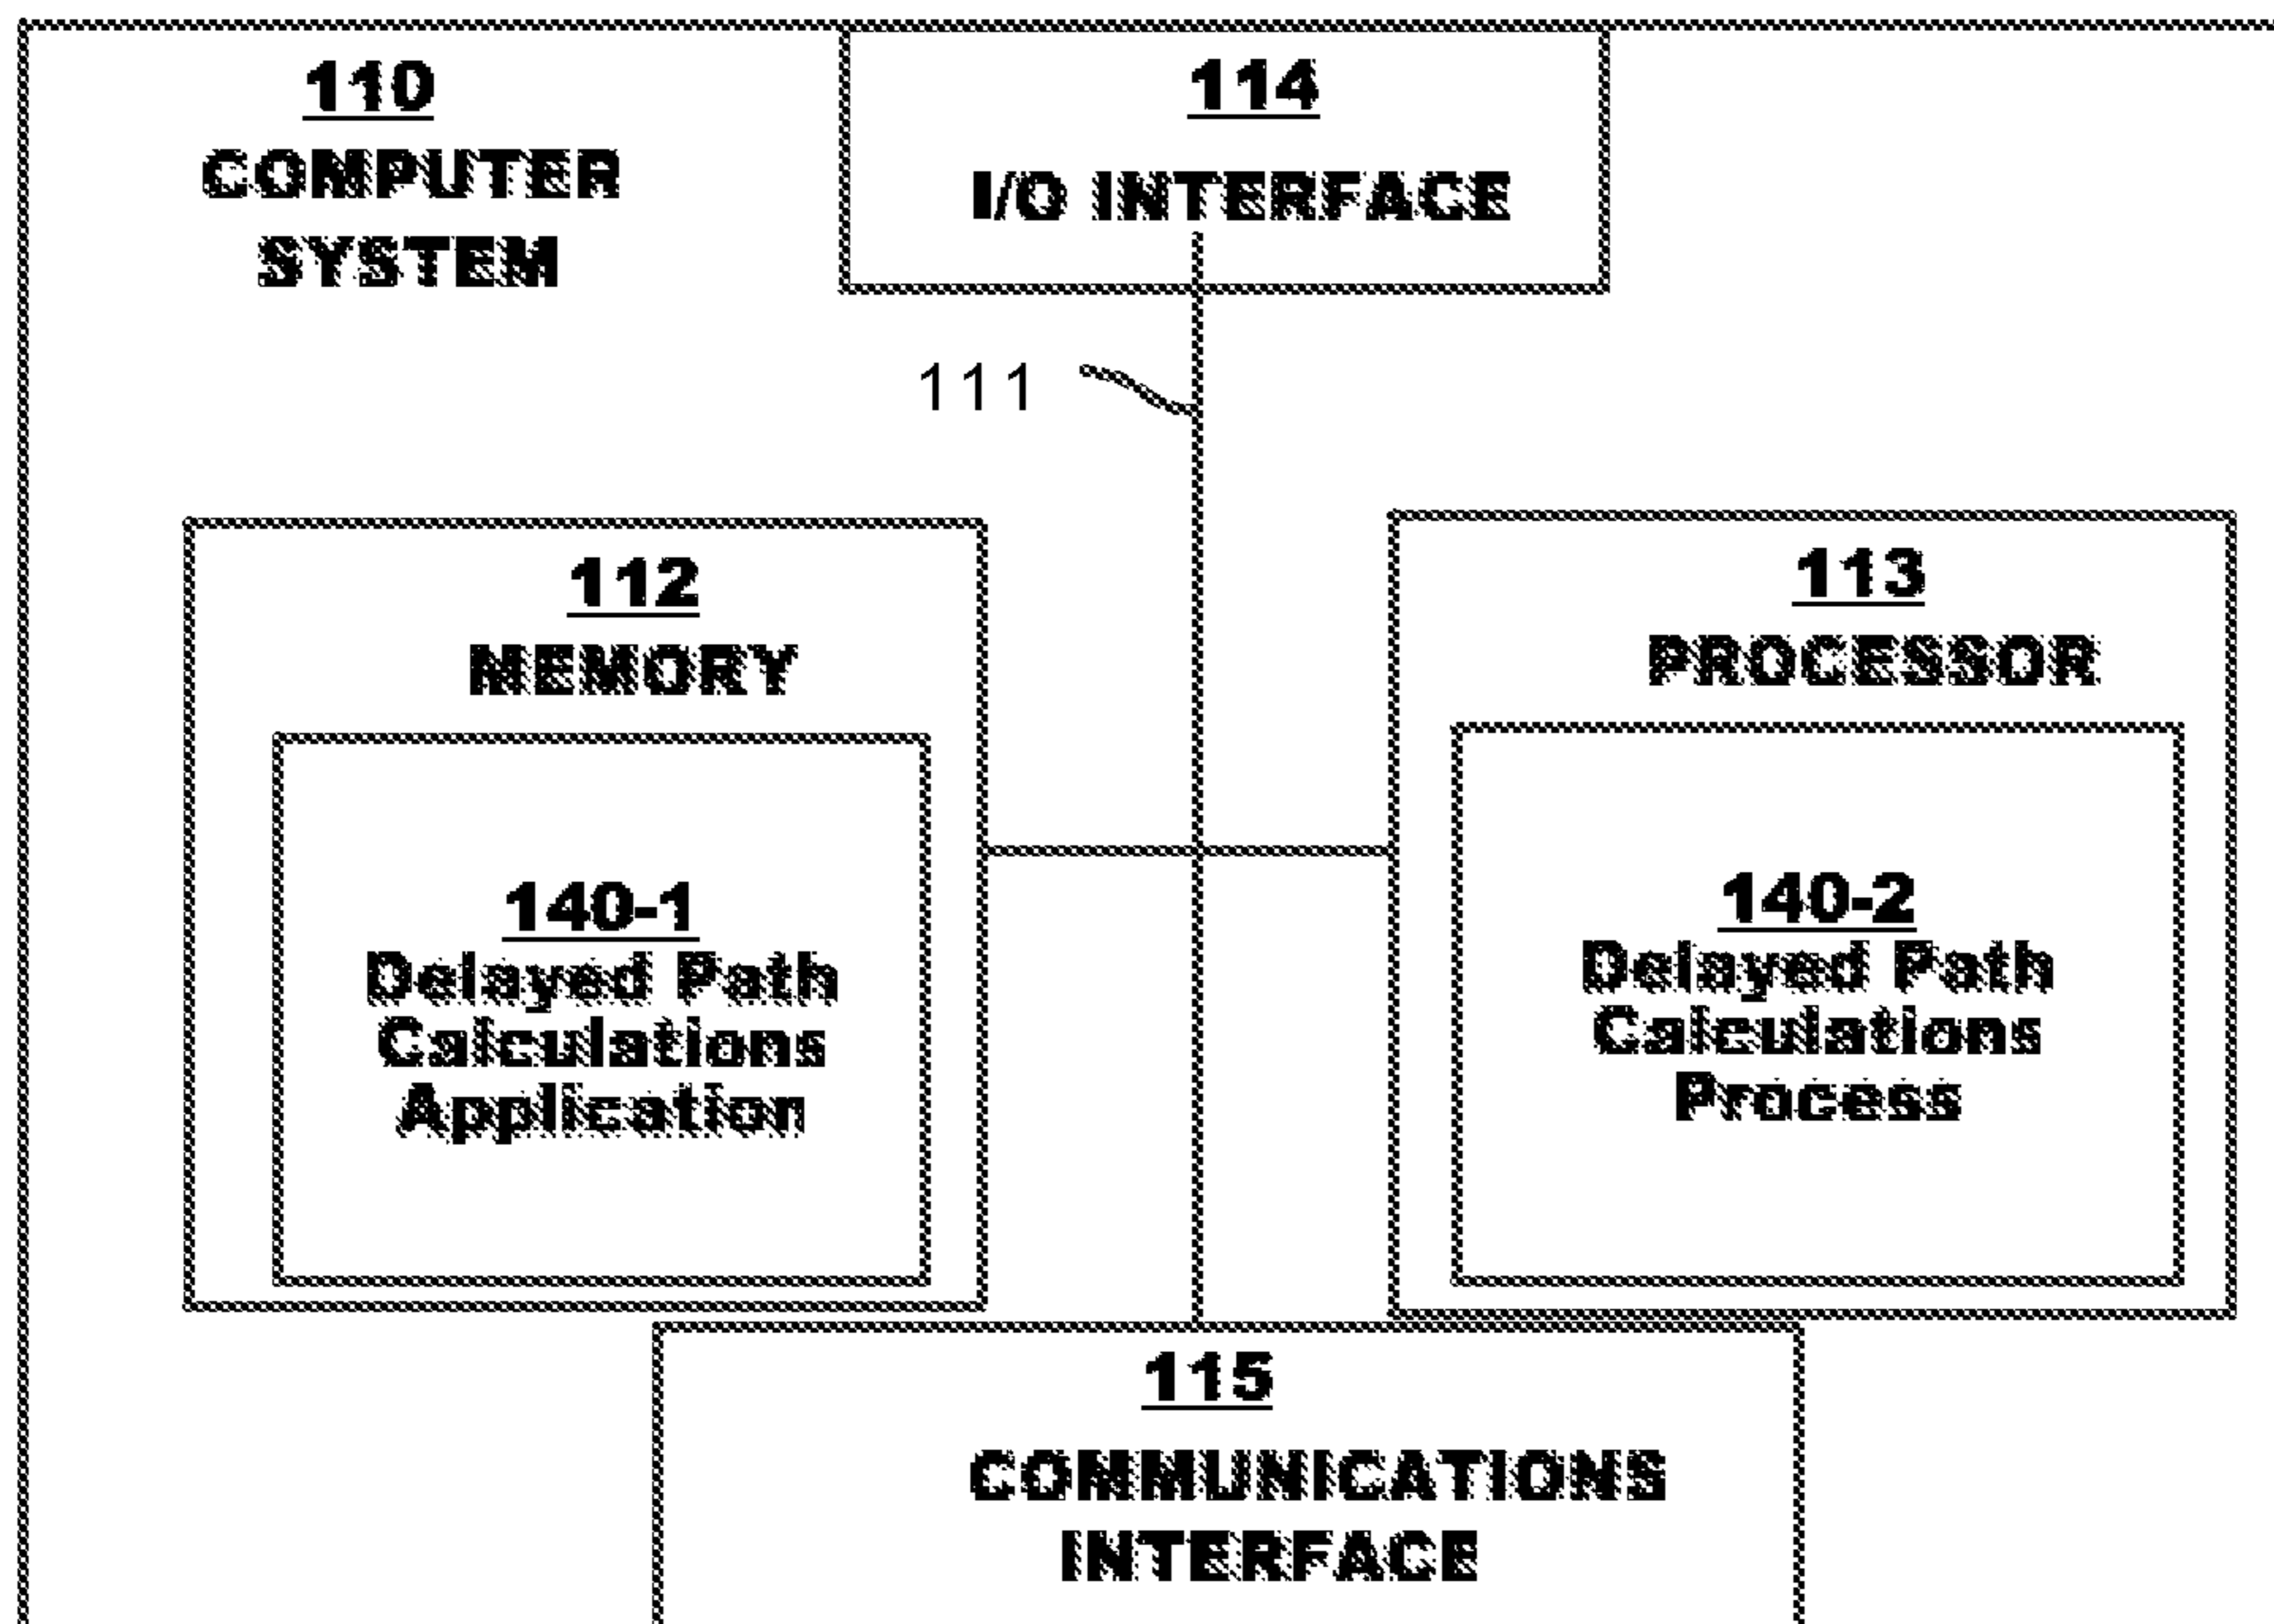 110
COMPUTER
SYSTEM
114
I/O INTERFACE
111
112
MEMORY
140-1
Delayed Path
Calculations
Application
113
PROCESSOR
140-2
Delayed Path
Calculations
Process
115
COMMUNICATIONS
INTERFACE